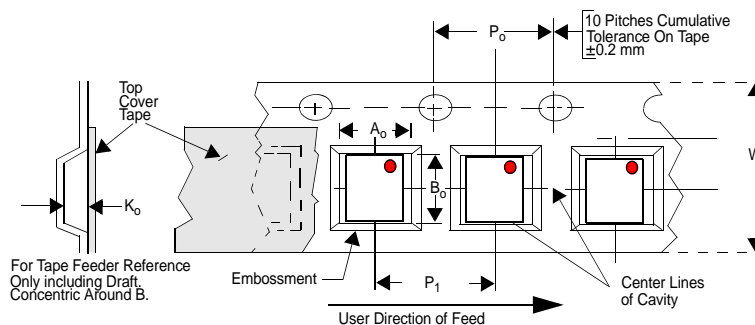 10 Pitches Cumulative
Tolerance On Tape
±0.2 mm
Po
Top
Cover
Tape
Ao
W
Bo
Ko
For Tape Feeder Reference
Only including Draft.
Concentric Around B.
Embossment
P1
Center Lines
of Cavity
User Direction of Feed